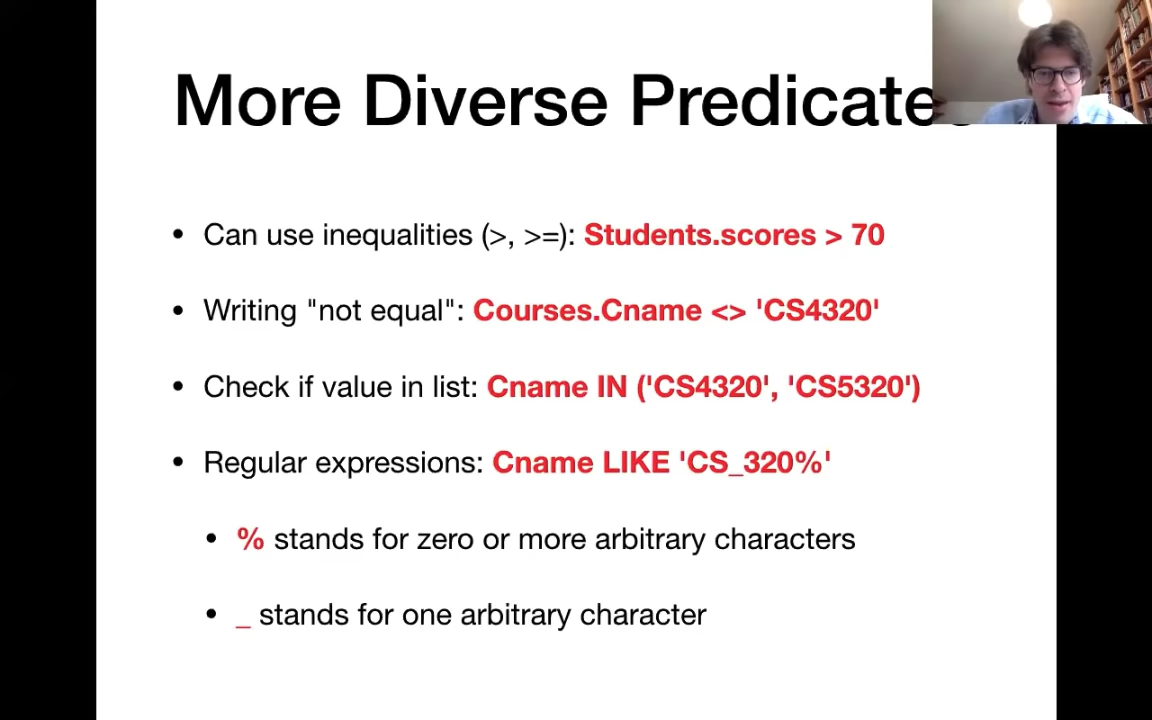 More Diverse Predicates
• Can use inequalities (>, >=): Students.scores > 70
• Writing "not equal": Courses.Cname <> 'CS4320'
• Check if value in list: Cname IN ('CS4320', 'CS5320')
• Regular expressions: Cname LIKE 'CS_320%'
• % stands for zero or more arbitrary characters
• _ stands for one arbitrary character